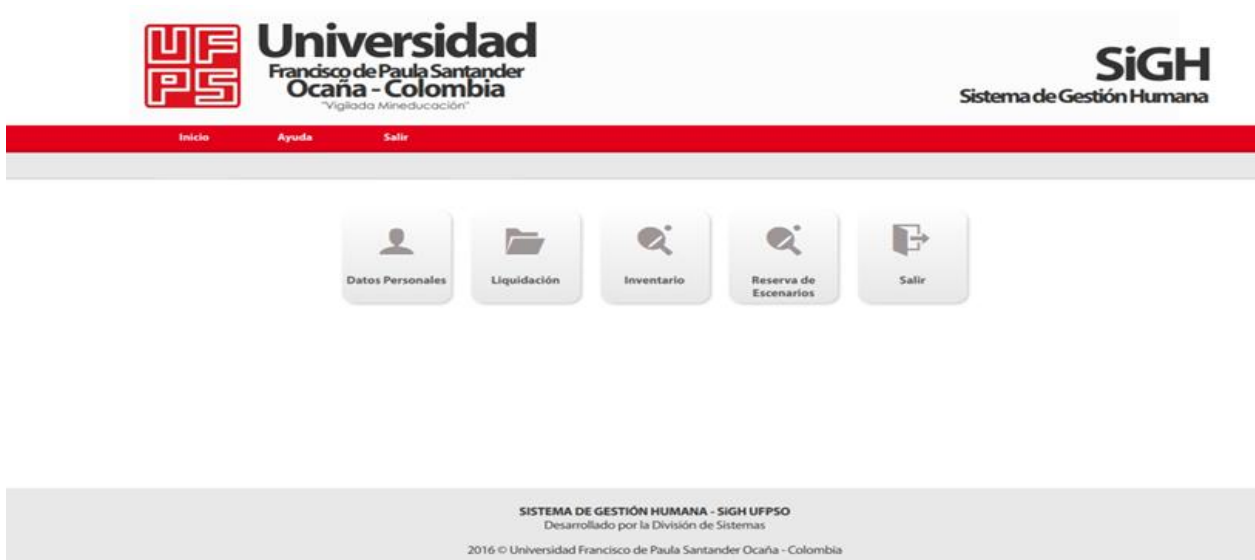 UFPS
Universidad
Francisco de Paula Santander
Ocaña - Colombia
"Vigilada Mineducación"
SiGH
Sistema de Gestión Humana
Inicio Ayuda Salir
Datos Personales
Liquidación
Inventario
Reserva de
Escenarios
Salir
SISTEMA DE GESTIÓN HUMANA - SiGH UFPSO
Desarrollado por la División de Sistemas
2016 © Universidad Francisco de Paula Santander Ocaña - Colombia